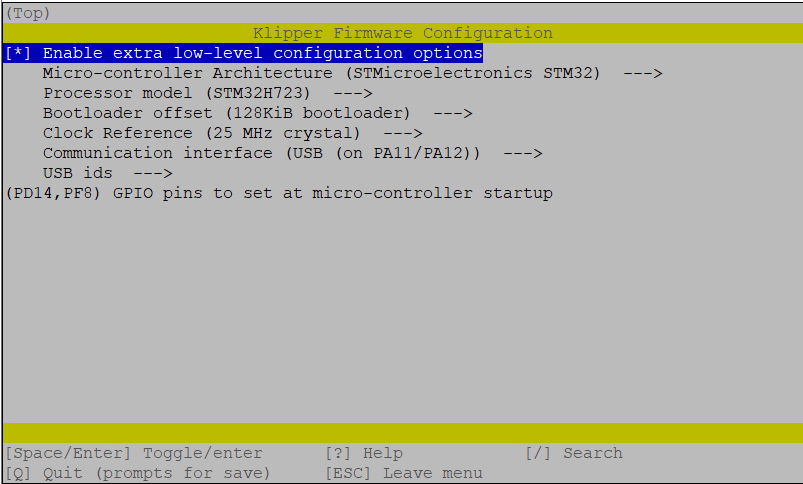 (Top)
Klipper Firmware Configuration
[*] Enable extra low-level configuration options
Micro-controller Architecture (STMicroelectronics STM32)  --->
Processor model (STM32H723)  --->
Bootloader offset (128KiB bootloader)  --->
Clock Reference (25 MHz crystal)  --->
Communication interface (USB (on PA11/PA12))  --->
USB ids  --->
(PD14,PF8) GPIO pins to set at micro-controller startup
[Space/Enter] Toggle/enter [?] Help [/] Search
[Q] Quit (prompts for save) [ESC] Leave menu